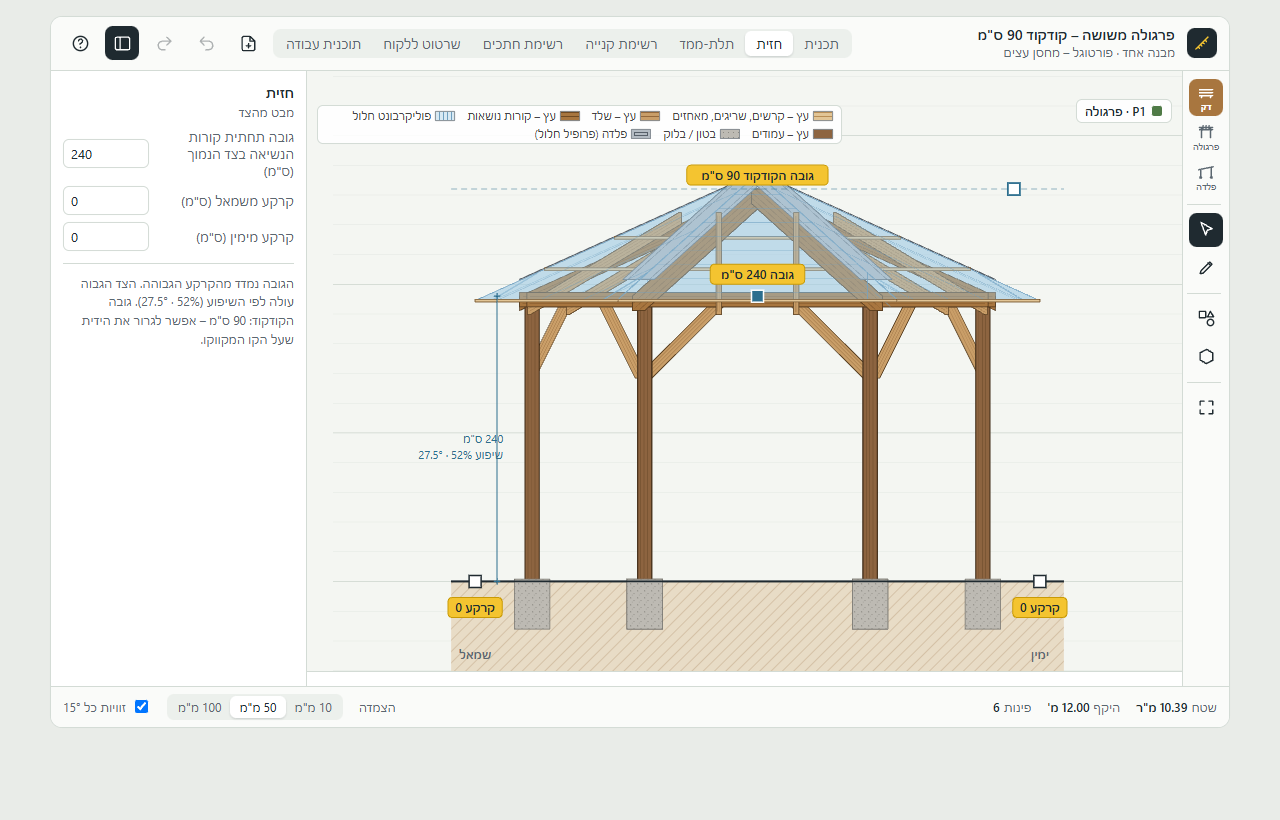 פרגולה משושה – קודקוד 90 ס"מ
מבנה אחד · פורטוגל – מחסן עצים
תכנית
חזית
תלת-ממד
רשימת קנייה
רשימת חתכים
שרטוט ללקוח
תוכנית עבודה
דק
פרגולה
פלדה
P1 · פרגולה
עץ – קרשים, שריגים, מאחזים
עץ – שלד
עץ – קורות נושאות
פוליקרבונט חלול
עץ – עמודים
בטון / בלוק
פלדה (פרופיל חלול)
גובה הקודקוד 90 ס"מ
גובה 240 ס"מ
240 ס"מ
שיפוע 52% · 27.5°
קרקע 0
קרקע 0
ימין
שמאל
חזית
מבט מהצד
גובה תחתית קורות
הנשיאה בצד הנמוך
(ס"מ)
240
קרקע משמאל (ס"מ)
0
קרקע מימין (ס"מ)
0
הגובה נמדד מהקרקע הגבוהה. הצד הגבוה
עולה לפי השיפוע (52% · 27.5°). גובה
הקודקוד: 90 ס"מ – אפשר לגרור את הידית
שעל הקו המקווקו.
שטח 10.39 מ"ר
היקף 12.00 מ'
פינות 6
הצמדה
10 מ"מ
50 מ"מ
100 מ"מ
זוויות כל 15°